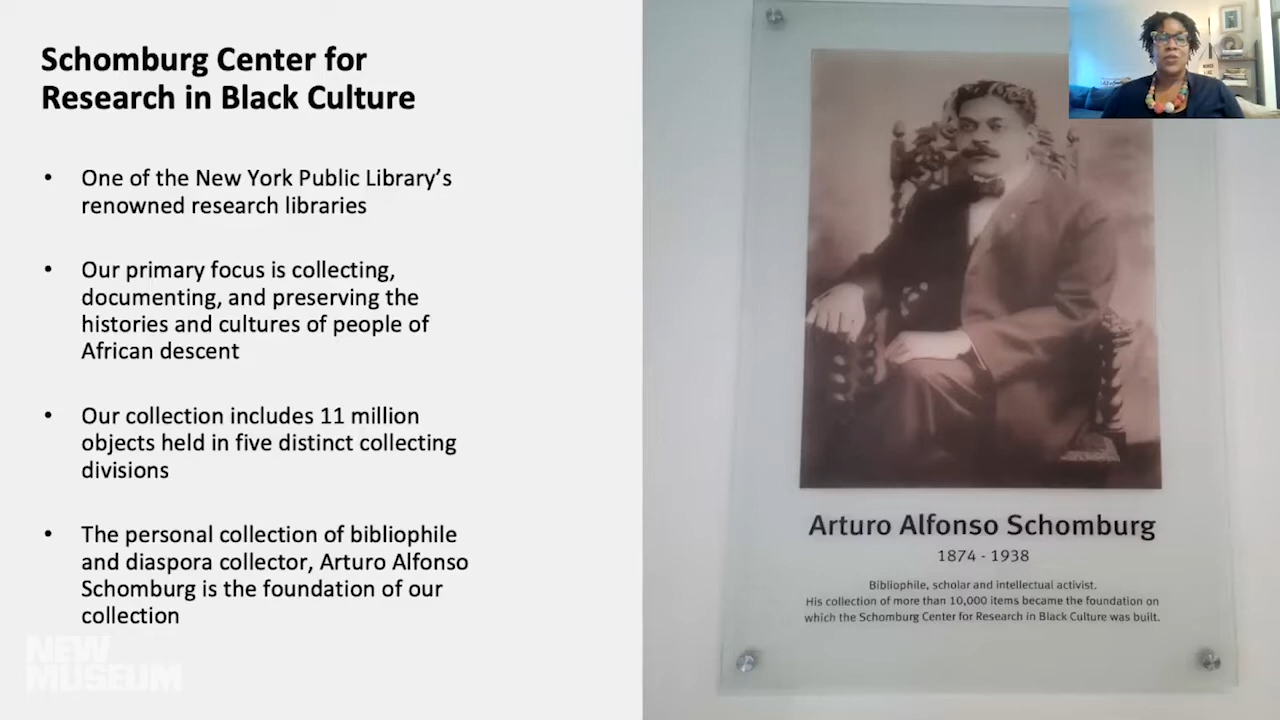 Schomburg Center for
Research in Black Culture
• One of the New York Public Library's
renowned research libraries
• Our primary focus is collecting,
documenting, and preserving the
histories and cultures of people of
African descent
• Our collection includes 11 million
objects held in five distinct collecting
divisions
• The personal collection of bibliophile
and diaspora collector, Arturo Alfonso
Schomburg is the foundation of our
collection
NEW
MUSEUM
Arturo Alfonso Schomburg
1874 - 1938
Bibliophile, scholar and intellectual activist.
His collection of more than 10,000 items became the foundation on
which the Schomburg Center for Research in Black Culture was built.